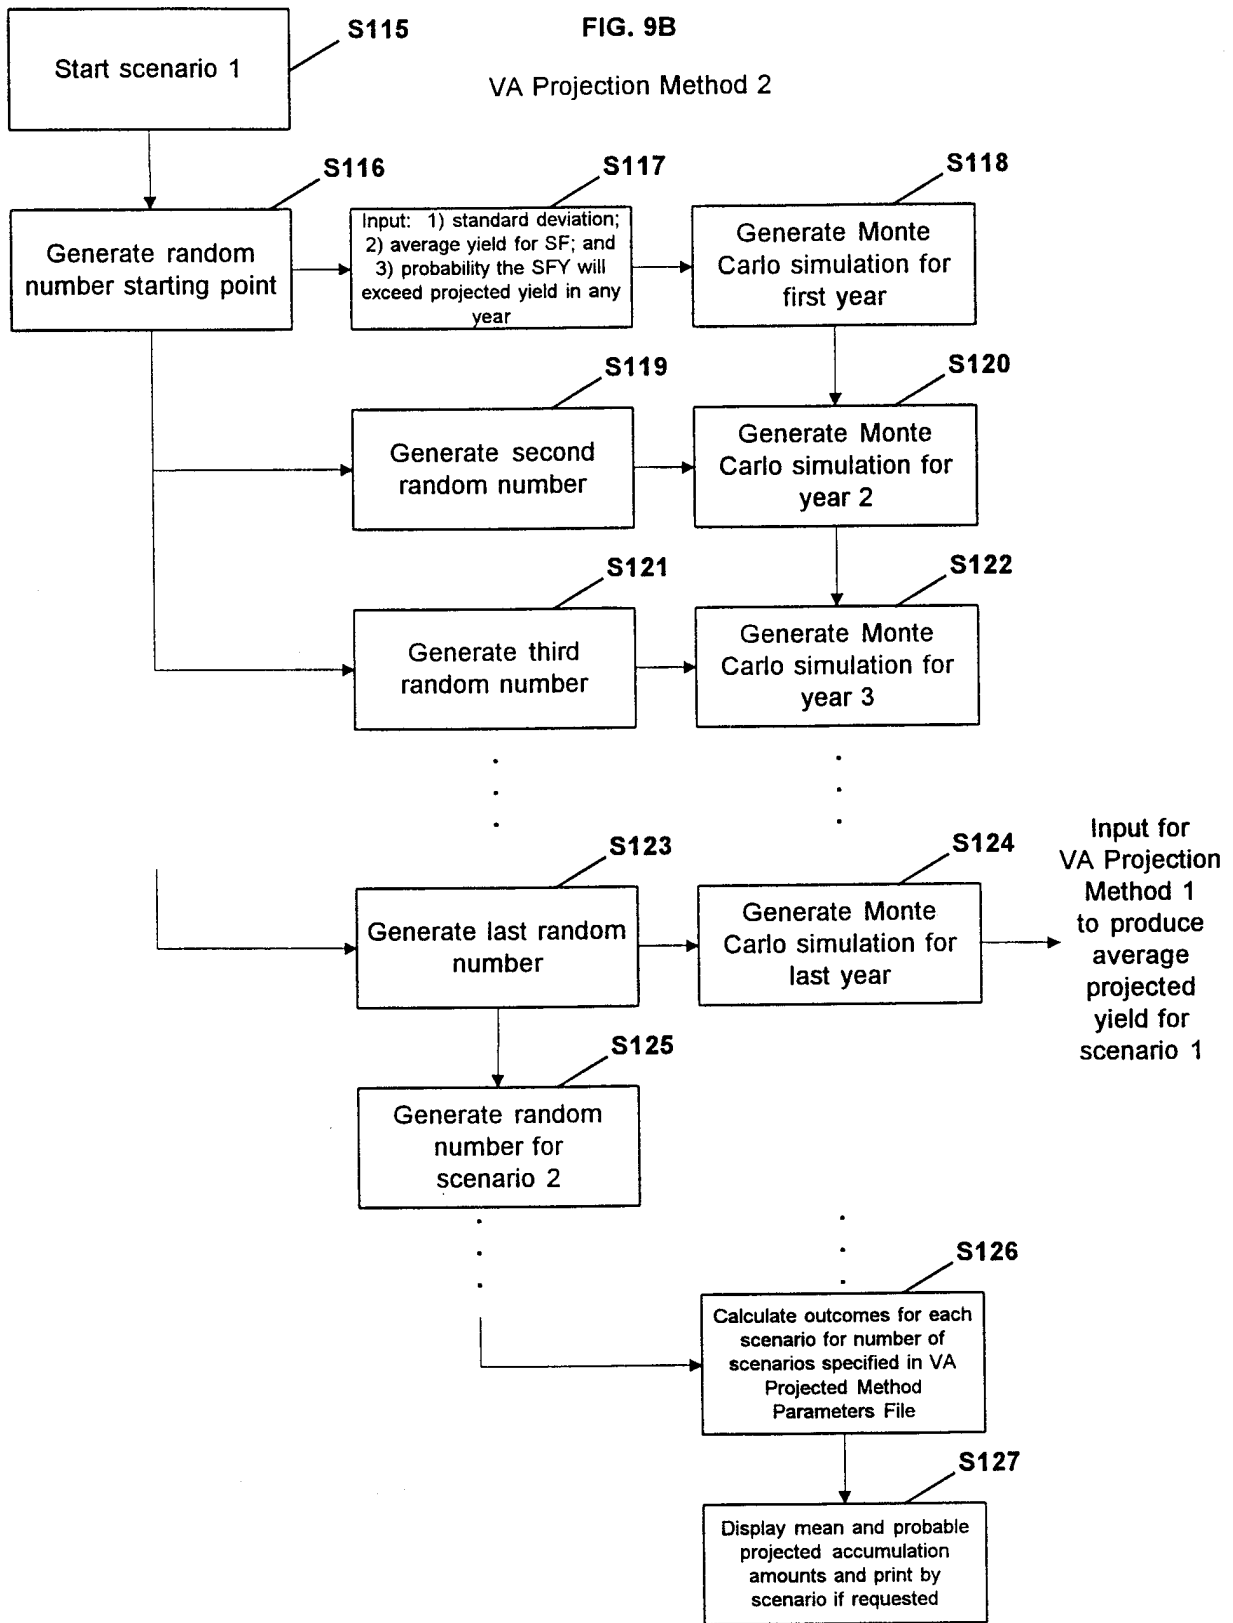 S115
FIG. 9B
Start scenario 1
VA Projection Method 2
S116
S117
S118
Generate random
number starting point
Input: 1) standard deviation;
2) average yield for SF; and
3) probability the SFY will
exceed projected yield in any
year
Generate Monte
Carlo simulation for
first year
S119
S120
Generate second
random number
Generate Monte
Carlo simulation for
year 2
S121
S122
Generate third
random number
Generate Monte
Carlo simulation for
year 3
S123
S124
Generate last random
number
Generate Monte
Carlo simulation for
last year
Input for
VA Projection
Method 1
to produce
average
projected
yield for
scenario 1
S125
Generate random
number for
scenario 2
S126
Calculate outcomes for each
scenario for number of
scenarios specified in VA
Projected Method
Parameters File
S127
Display mean and probable
projected accumulation
amounts and print by
scenario if requested